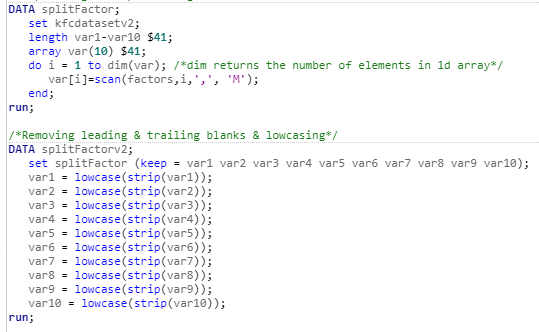 DATA splitFactor;
set kfcdatasetv2;
length var1-var10 $41;
array var(10) $41;
do i = 1 to dim(var); /*dim returns the number of elements in 1d array*/
var[i]=scan(factors,i,',', 'M');
end;
run;
/*Removing leading & trailing blanks & lowcasing*/
DATA splitFactorv2;
set splitFactor (keep = var1 var2 var3 var4 var5 var6 var7 var8 var9 var10);
var1 = lowcase(strip(var1));
var2 = lowcase(strip(var2));
var3 = lowcase(strip(var3));
var4 = lowcase(strip(var4));
var5 = lowcase(strip(var5));
var6 = lowcase(strip(var6));
var7 = lowcase(strip(var7));
var8 = lowcase(strip(var8));
var9 = lowcase(strip(var9));
var10 = lowcase(strip(var10));
run;